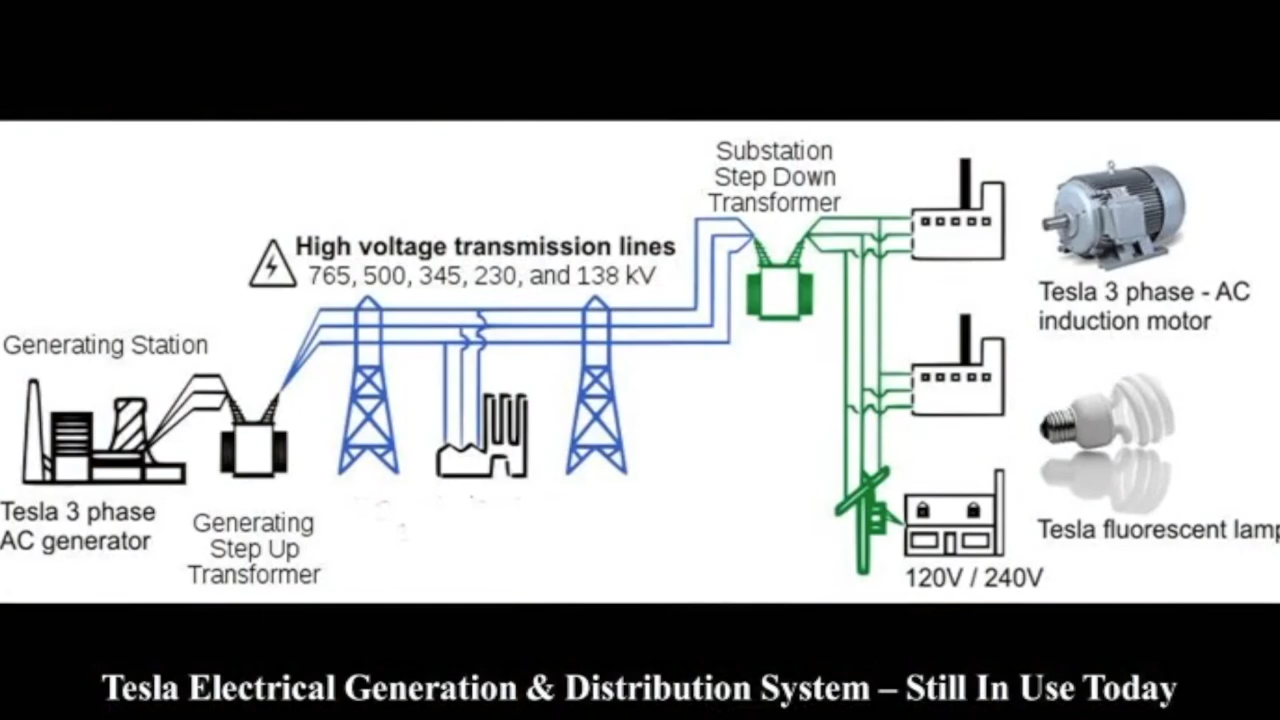 Substation
Step Down
Transformer
High voltage transmission lines
765, 500, 345, 230, and 138 kV
Generating Station
Tesla 3 phase - AC
induction motor
Tesla 3 phase
AC generator
Generating
Step Up
Transformer
Tesla fluorescent lamp
120V / 240V
Tesla Electrical Generation & Distribution System – Still In Use Today